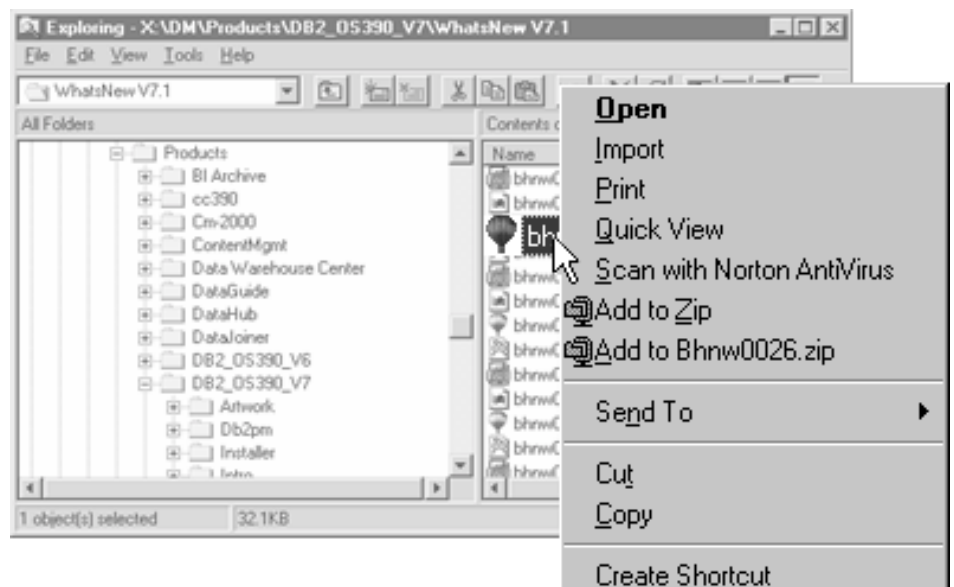 Exploring - X:\DM\Products\DB2_OS390_V7\WhatsNew V7.1
File Edit View Tools Help
WhatsNew V7.1
All Folders
Contents
Products
BI Archive
cc390
Cm-2000
ContentMgmt
Data Warehouse Center
DataGuide
DataHub
DataJoiner
DB2_OS390_V6
DB2_OS390_V7
Artwork
Db2pm
Installer
Intro
Name
1 object(s) selected
32.1KB
Open
Import
Print
Quick View
Scan with Norton AntiVirus
Add to Zip
Add to Bhnw0026.zip
Send To
Cut
Copy
Create Shortcut